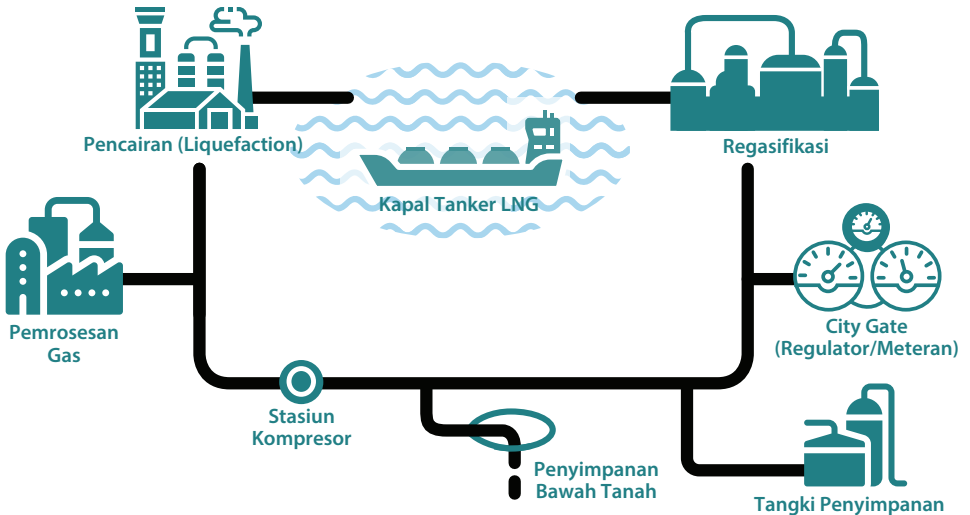 Pencairan (Liquefaction)
Regasifikasi
Kapal Tanker LNG
Pemrosesan
Gas
City Gate
(Regulator/Meteran)
Stasiun
Kompresor
Penyimpanan
Bawah Tanah
Tangki Penyimpanan